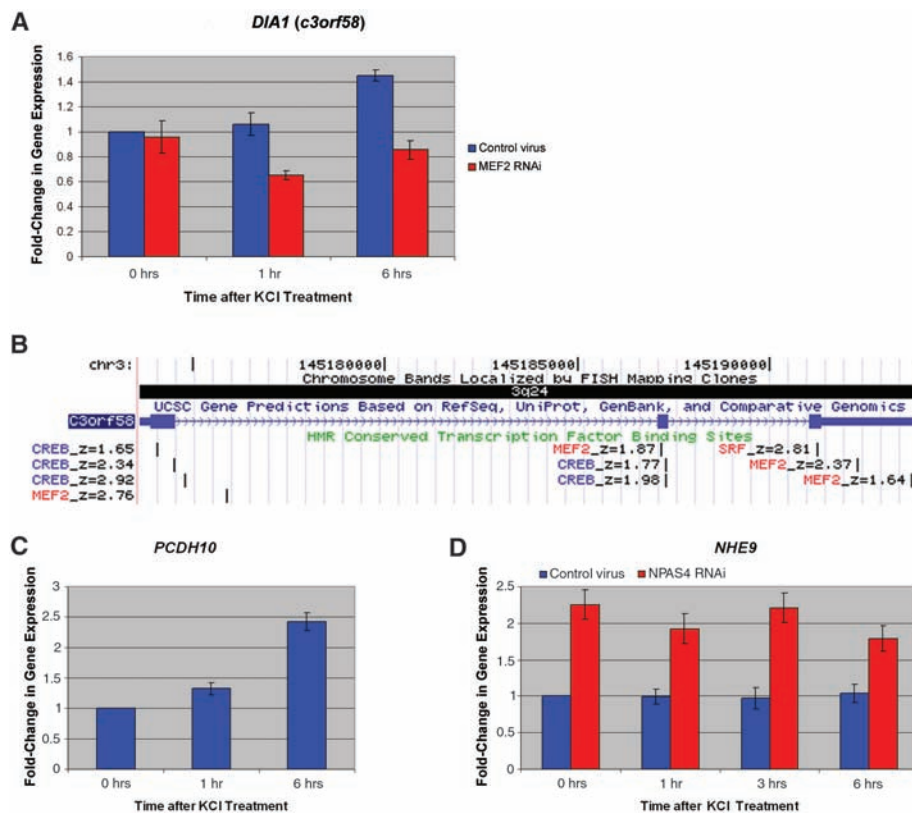 A
DIA1 (c3orf58)
Fold-Change in Gene Expression
1.6
1.4
1.2
1
0.8
0.6
0.4
0.2
0
0 hrs
1 hr
6 hrs
Time after KCl Treatment
Control virus
MEF2 RNAi
B
chr3:
145180000
145185000
145190000
Chromosome Bands Localized by FISH Mapping Clones
3q24
UCSC Gene Predictions Based on RefSeq, UniProt, GenBank, and Comparative Genomics
C3orf58
HMR Conserved Transcription Factor Binding Sites
CREB_z=1.65 MEF2_z=1.87 SRF_z=2.81
CREB_z=2.34 CREB_z=1.77 MEF2_z=2.37
CREB_z=2.92 CREB_z=1.98 MEF2_z=1.64
MEF2_z=2.76
C
PCDH10
Fold-Change in Gene Expression
3
2.5
2
1.5
1
0.5
0
0 hrs
1 hr
6 hrs
Time after KCl Treatment
D
NHE9
Control virus NPAS4 RNAi
Fold-Change in Gene Expression
2.5
2
1.5
1
0.5
0
0 hrs
1 hr
3 hrs
6 hrs
Time after KCl Treatment